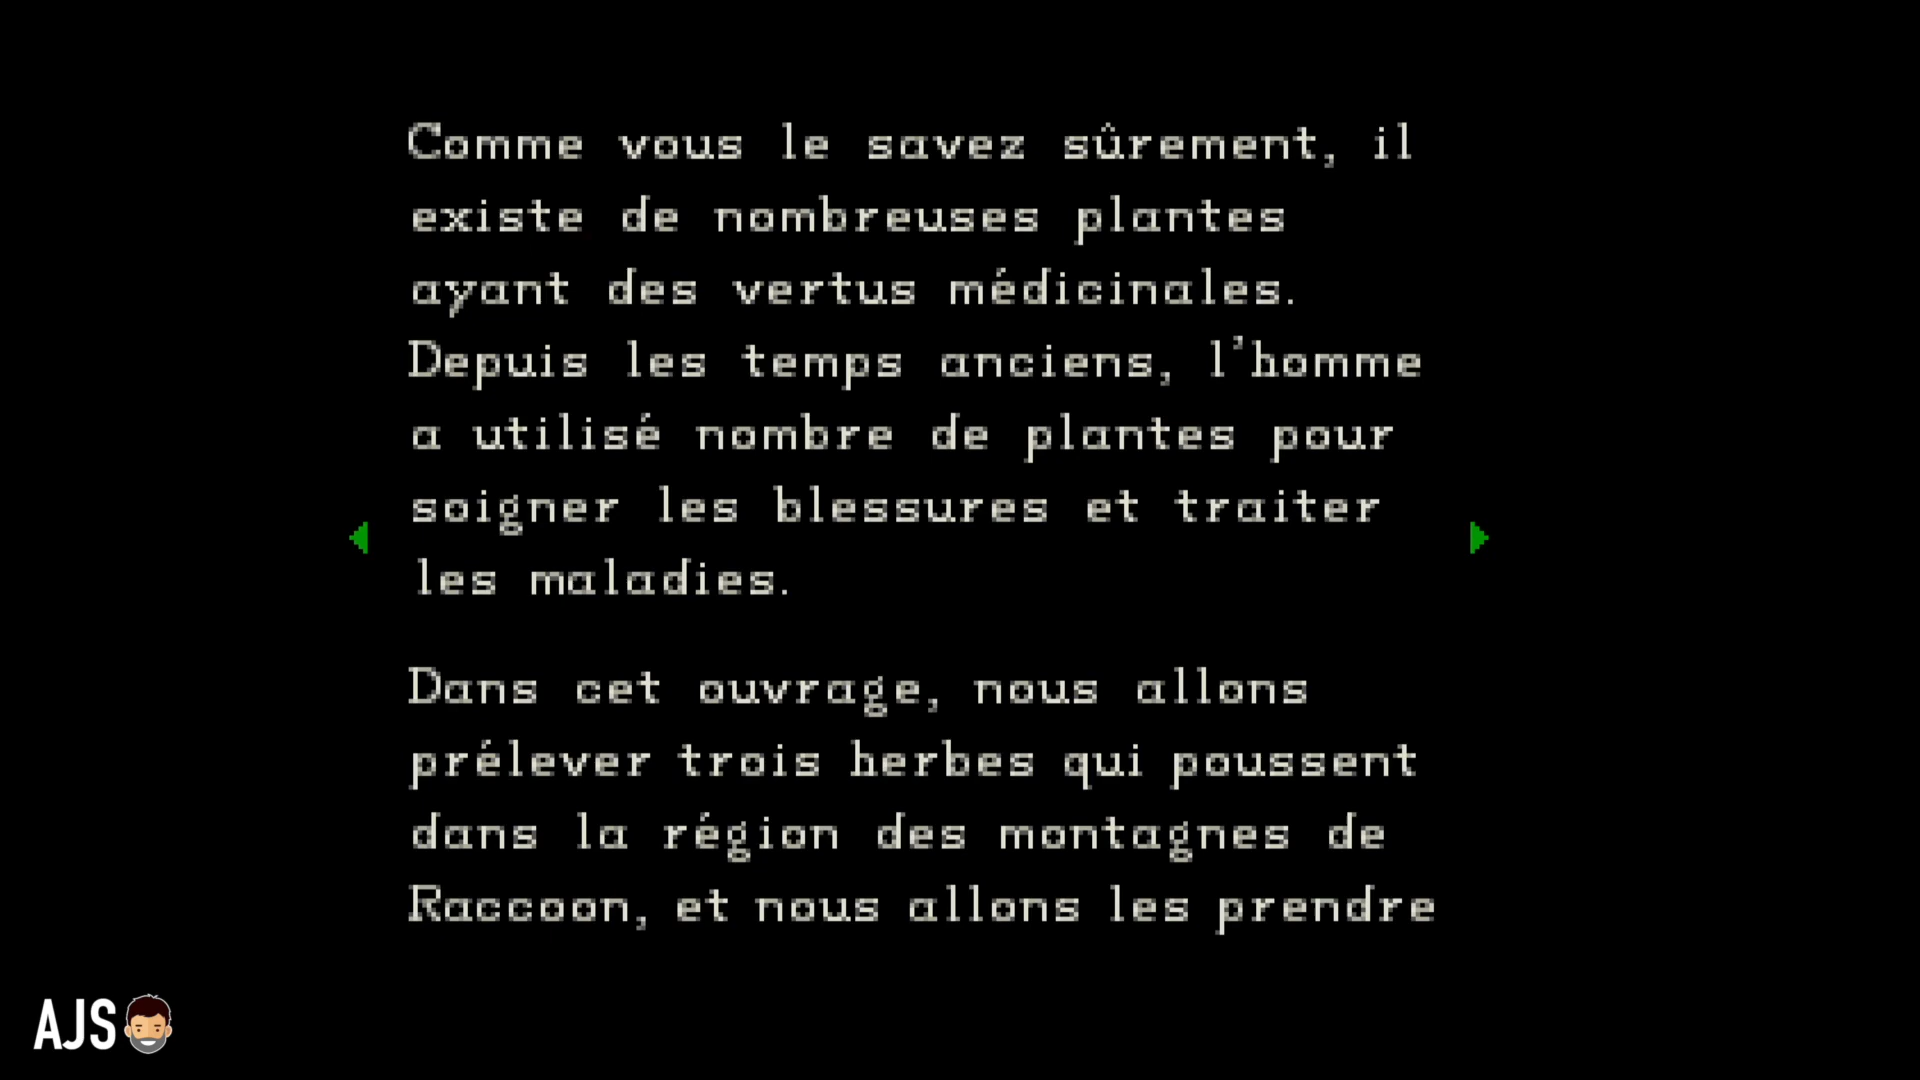 Comme vous le savez sûrement, il
existe de nombreuses plantes
ayant des vertus médicinales.
Depuis les temps anciens, l'homme
a utilisé nombre de plantes pour
soigner les blessures et traiter
les maladies.
Dans cet ouvrage, nous allons
prélever trois herbes qui poussent
dans la région des montagnes de
Raccoon, et nous allons les prendre
AJS